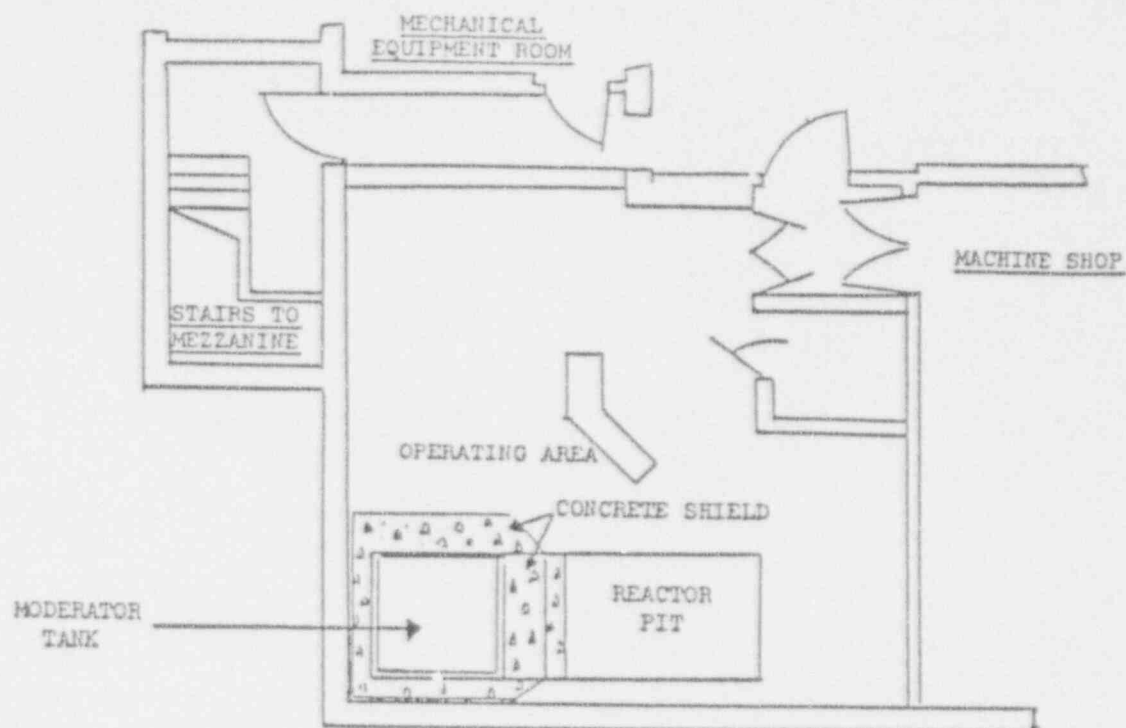 MECHANICAL
EQUIPMENT ROOM
MACHINE SHOP
STAIRS TO
MEZZANINE
OPERATING AREA
CONCRETE SHIELD
REACTOR
PIT
MODERATOR
TANK